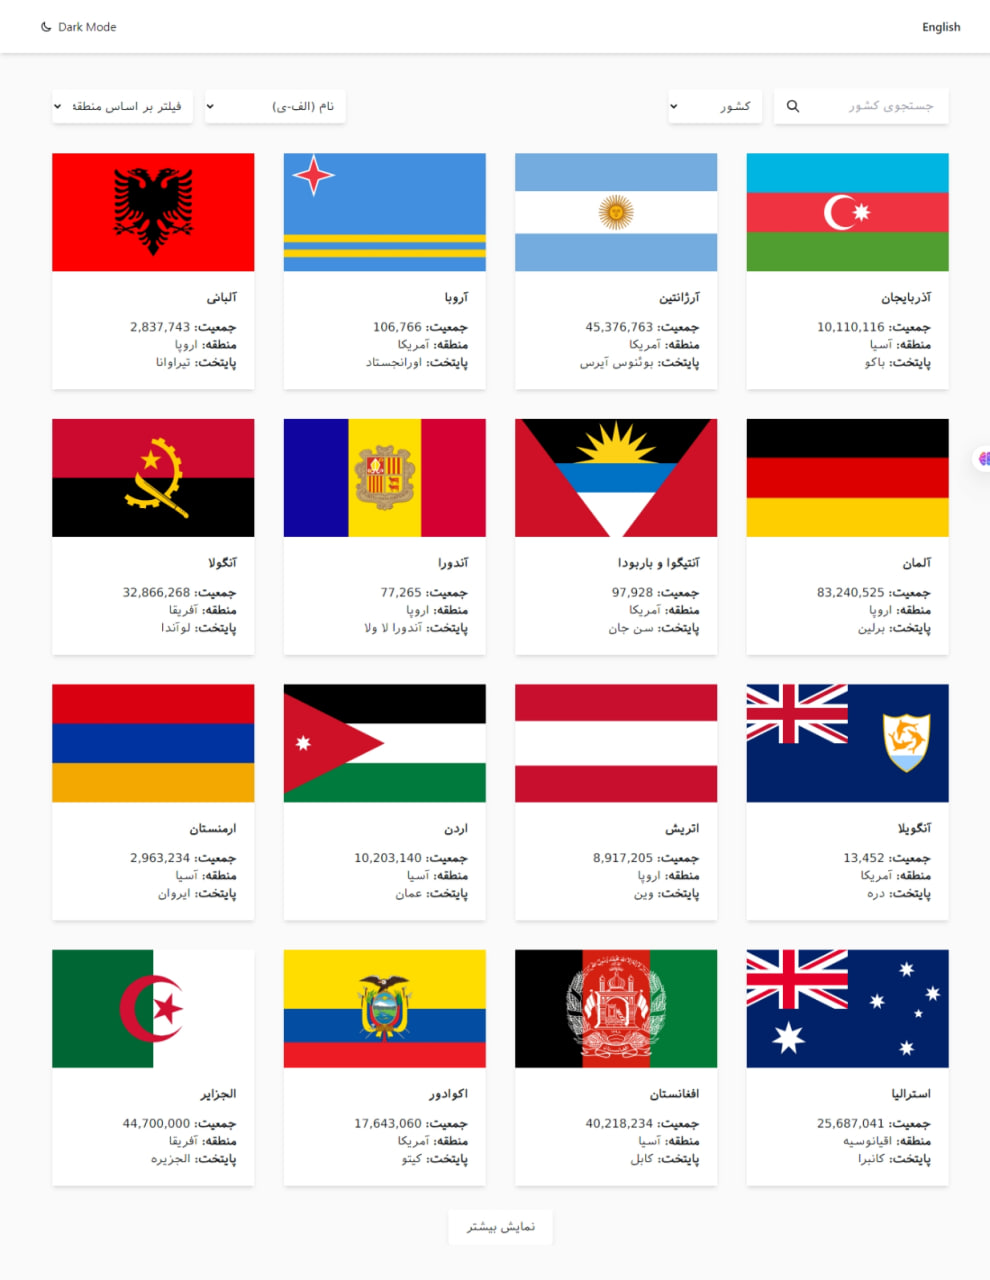 English
Dark Mode
جستجوی کشور
کشور
نام (الف-ی)
فیلتر بر اساس منطقه
آذربایجان
جمعیت: 10,110,116
منطقه: آسیا
پایتخت: باکو
آرژانتین
جمعیت: 45,376,763
منطقه: آمریکا
پایتخت: بوئنوس آیرس
آروبا
جمعیت: 106,766
منطقه: آمریکا
پایتخت: اورانجستاد
آلبانی
جمعیت: 2,837,743
منطقه: اروپا
پایتخت: تیراوانا
آلمان
جمعیت: 83,240,525
منطقه: اروپا
پایتخت: برلین
آنتیگوا و باربودا
جمعیت: 97,928
منطقه: آمریکا
پایتخت: سن جان
آندورا
جمعیت: 77,265
منطقه: اروپا
پایتخت: آندورا لا ولا
آنگولا
جمعیت: 32,866,268
منطقه: آفریقا
پایتخت: لوآندا
آنگویلا
جمعیت: 13,452
منطقه: آمریکا
پایتخت: دره
اتریش
جمعیت: 8,917,205
منطقه: اروپا
پایتخت: وین
اردن
جمعیت: 10,203,140
منطقه: آسیا
پایتخت: عمان
ارمنستان
جمعیت: 2,963,234
منطقه: آسیا
پایتخت: ایروان
استرالیا
جمعیت: 25,687,041
منطقه: اقیانوسیه
پایتخت: کانبرا
افغانستان
جمعیت: 40,218,234
منطقه: آسیا
پایتخت: کابل
اکوادور
جمعیت: 17,643,060
منطقه: آمریکا
پایتخت: کیتو
الجزایر
جمعیت: 44,700,000
منطقه: آفریقا
پایتخت: الجزیره
نمایش بیشتر